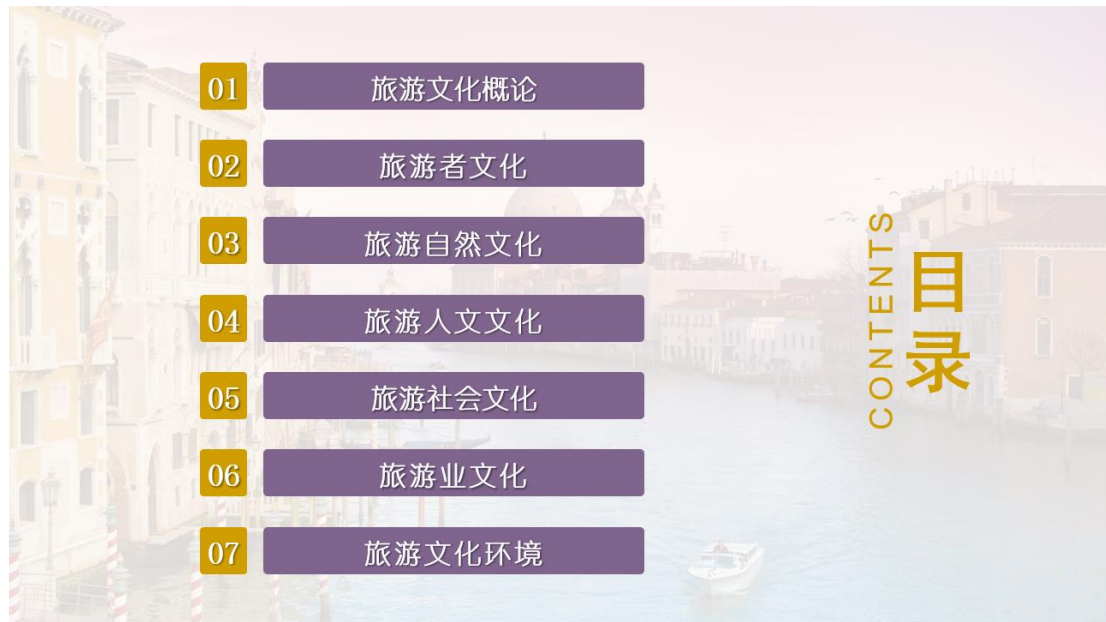 01 旅游文化概论
02 旅游者文化
03 旅游自然文化
04 旅游人文文化
05 旅游社会文化
06 旅游业文化
07 旅游文化环境
CONTENTS
目录